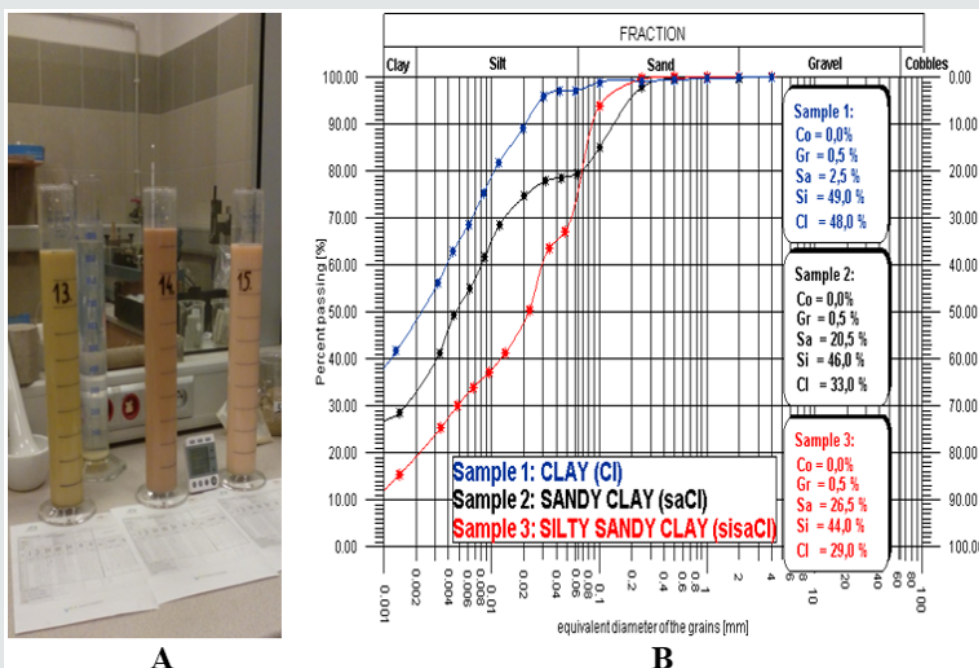 13.
14.
15.
A
FRACTION
Clay Silt Sand Gravel Cobbles
100.00
90.00
80.00
70.00
60.00
50.00
40.00
30.00
20.00
10.00
0.00
Percent passing [%]
0.00
10.00
20.00
30.00
40.00
50.00
60.00
70.00
80.00
90.00
100.00
Sample 1:
Co = 0,0%
Gr = 0,5 %
Sa = 2,5 %
Si = 49,0 %
Cl = 48,0 %
Sample 2:
Co = 0,0%
Gr = 0,5 %
Sa = 20,5 %
Si = 46,0 %
Cl = 33,0 %
Sample 3:
Co = 0,0%
Gr = 0,5 %
Sa = 26,5 %
Si = 44,0 %
Cl = 29,0 %
Sample 1: CLAY (Cl)
Sample 2: SANDY CLAY (saCl)
Sample 3: SILTY SANDY CLAY (sisaCl)
0.001 0.002 0.004 0.006 0.008 0.01 0.02 0.04 0.06 0.08 0.1 0.2 0.4 0.6 0.8 1 2 4 6 8 10 20 40 60 80 100
equivalent diameter of the grains [mm]
B